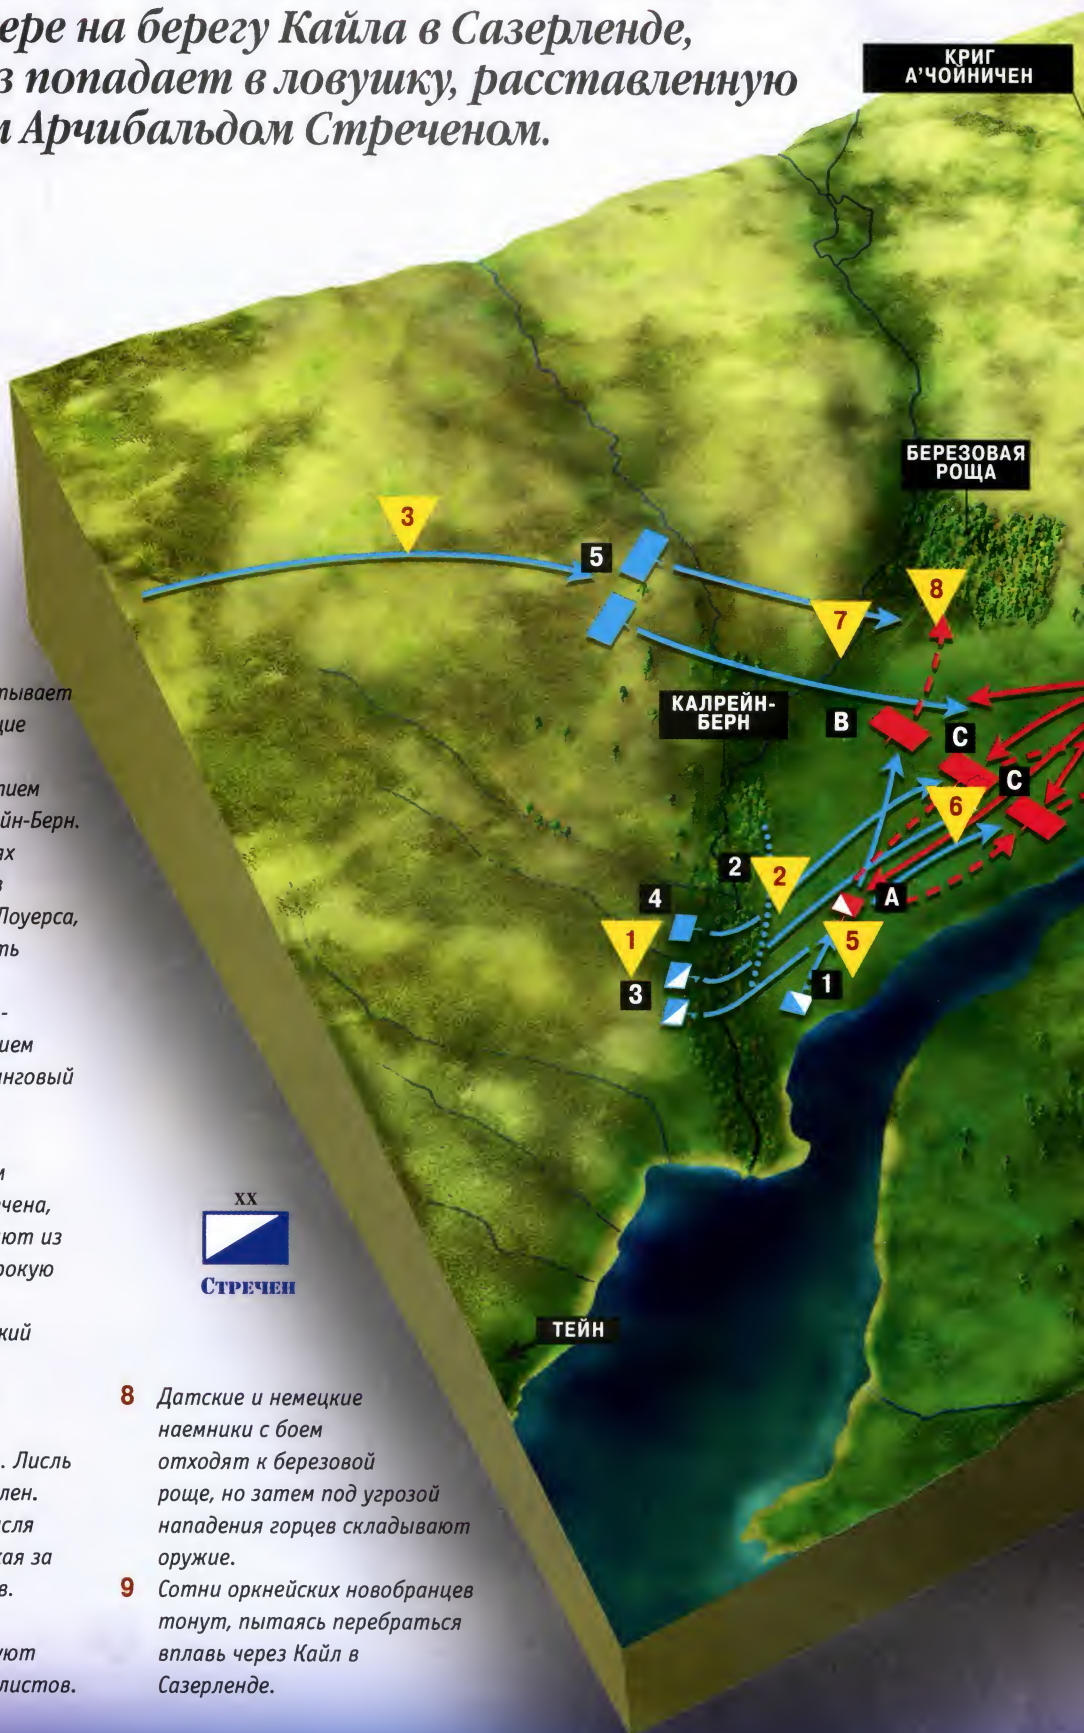 ере на берегу Кайла в Сазерленде,
з попадает в ловушку, расставленную
м Арчибальдом Стреченом.
КРИГ
А’ЧОЙНИЧЕН
БЕРЕЗОВАЯ
РОЩА
3
5
8
7
КАЛРЕЙН-
БЕРН
B
C
C
6
2
2
4
A
1
5
3
1
тывает
щие
тием
йн-Берн.
ях
в
Лоуерса,
ть
-
ием
нговый
м
чена,
ают из
рокую
кий
. Лисль
лен.
сля
кая за
в.
уют
листов.
XX
СТРЕЧЕН
ТЕЙН
8 Датские и немецкие
наемники с боем
отходят к березовой
роще, но затем под угрозой
нападения горцев складывают
оружие.
9 Сотни оркнейских новобранцев
тонут, пытаясь перебраться
вплавь через Кайл в
Сазерленде.